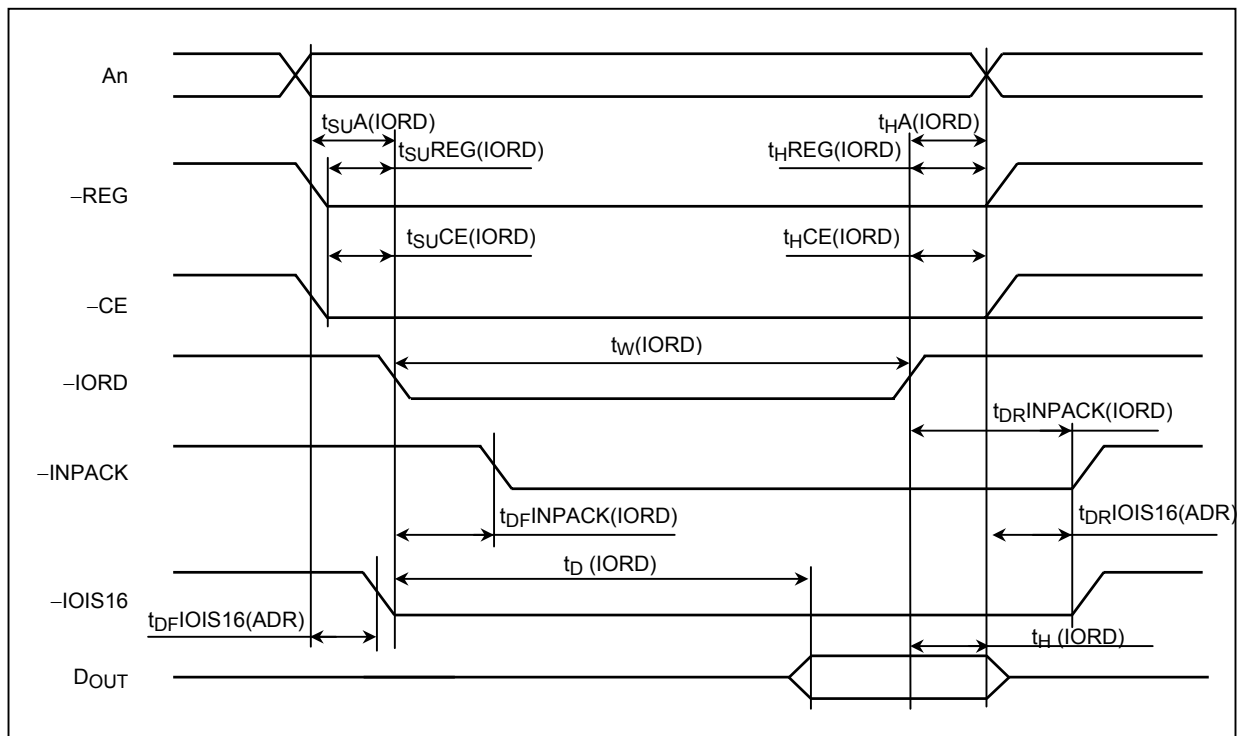 An
tSUA(IORD)
tHA(IORD)
tSUREG(IORD)
tHREG(IORD)
–REG
tSUCE(IORD)
tHCE(IORD)
–CE
tW(IORD)
–IORD
tDRINPACK(IORD)
–INPACK
tDFINPACK(IORD)
tDRIOIS16(ADR)
tD (IORD)
–IOIS16
tDFIOIS16(ADR)
tH (IORD)
DOUT